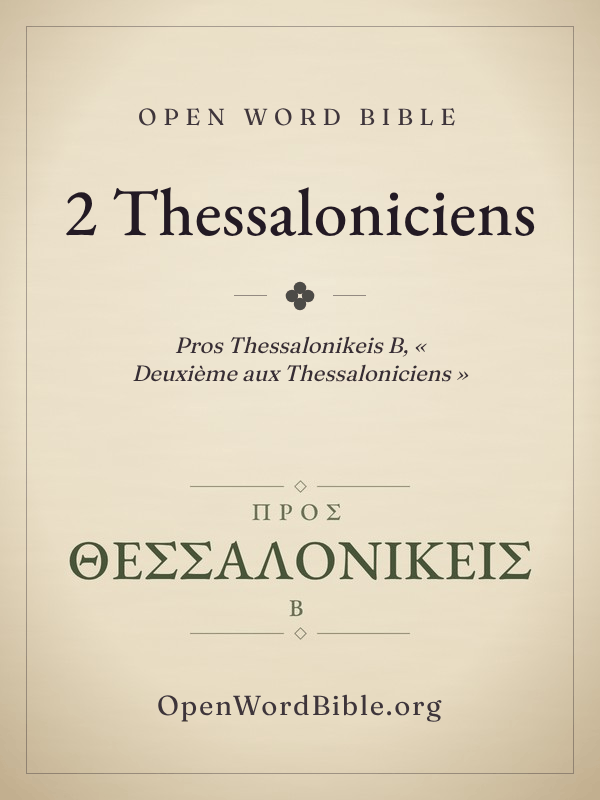 OPEN WORD BIBLE
2 Thessaloniciens
Pros Thessalonikeis B, «
Deuxième aux Thessaloniciens »
ΠΡΟΣ
ΘΕΣΣΑΛΟΝΙΚΕΙΣ
Β
OpenWordBible.org